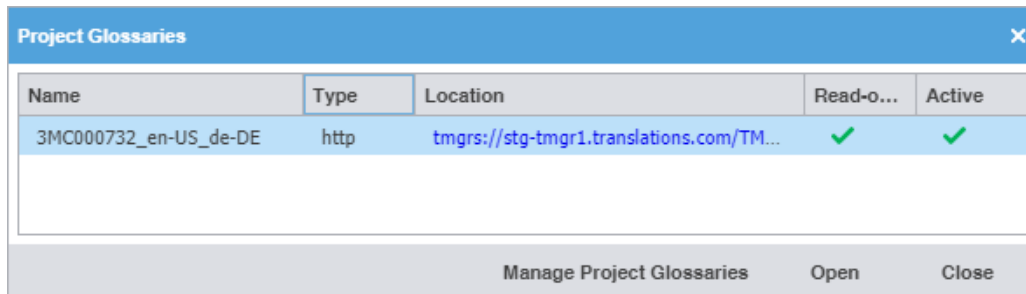 Project Glossaries
Name Type Location Read-o... Active
3MC000732_en-US_de-DE http tmgrs://stg-tmgr1.translations.com/TM...
Manage Project Glossaries Open Close